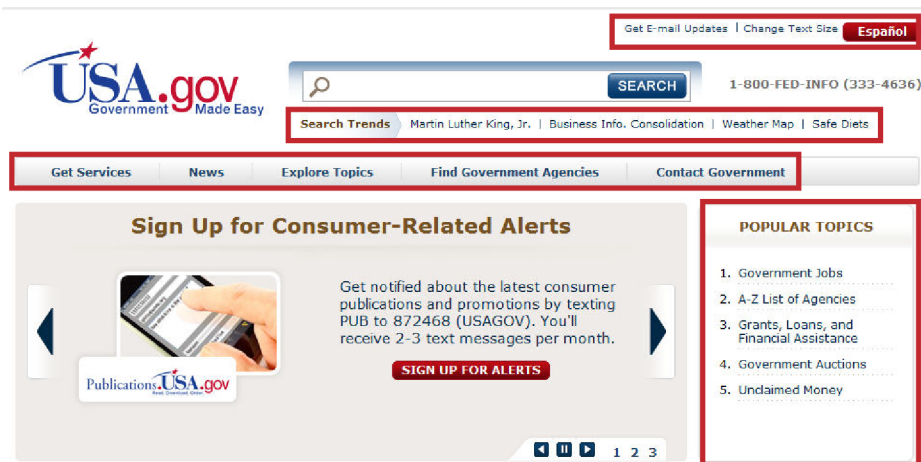 Get E-mail Updates | Change Text Size Español
USA.gov
Government Made Easy
SEARCH
1-800-FED-INFO (333-4636)
Search Trends Martin Luther King, Jr. | Business Info. Consolidation | Weather Map | Safe Diets
Get Services News Explore Topics Find Government Agencies Contact Government
Sign Up for Consumer-Related Alerts
Get notified about the latest consumer
publications and promotions by texting
PUB to 872468 (USAGOV). You'll
receive 2-3 text messages per month.
SIGN UP FOR ALERTS
Publications.USA.gov
Read. Download. Order.
1 2 3
POPULAR TOPICS
1. Government Jobs
2. A-Z List of Agencies
3. Grants, Loans, and
Financial Assistance
4. Government Auctions
5. Unclaimed Money